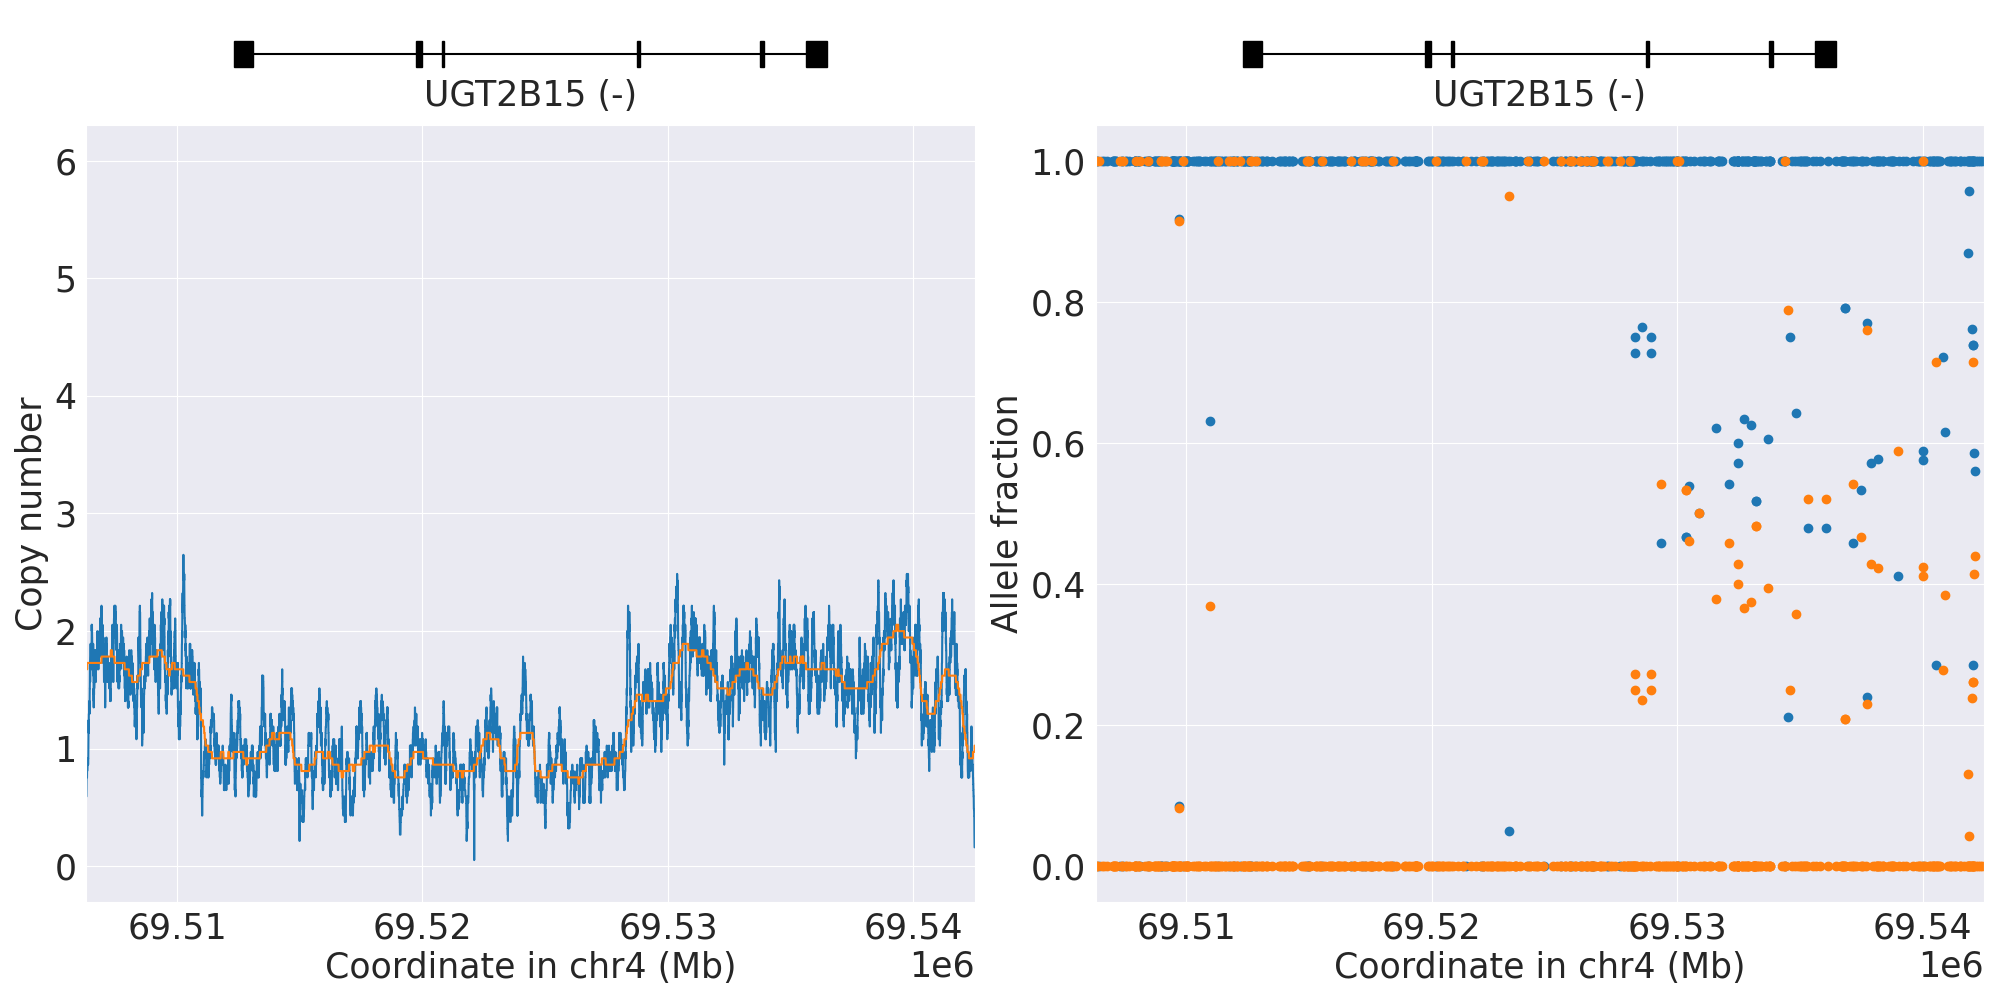 UGT2B15 (-)
6
5
4
3
2
1
0
Copy number
69.51 69.52 69.53 69.54
Coordinate in chr4 (Mb)
1e6
UGT2B15 (-)
1.0
0.8
0.6
0.4
0.2
0.0
Allele fraction
69.51 69.52 69.53 69.54
Coordinate in chr4 (Mb)
1e6